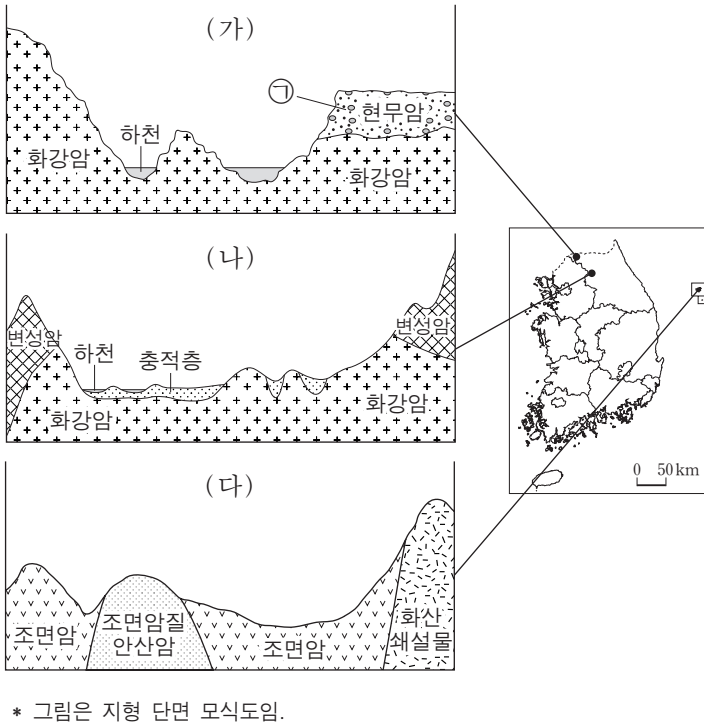 (가)
㉠
현무암
하천
화강암
화강암
(나)
변성암
하천
충적층
변성암
화강암
화강암
0 50km
(다)
조면암
조면암질
안산암
조면암
화산
쇄설물
* 그림은 지형 단면 모식도임.